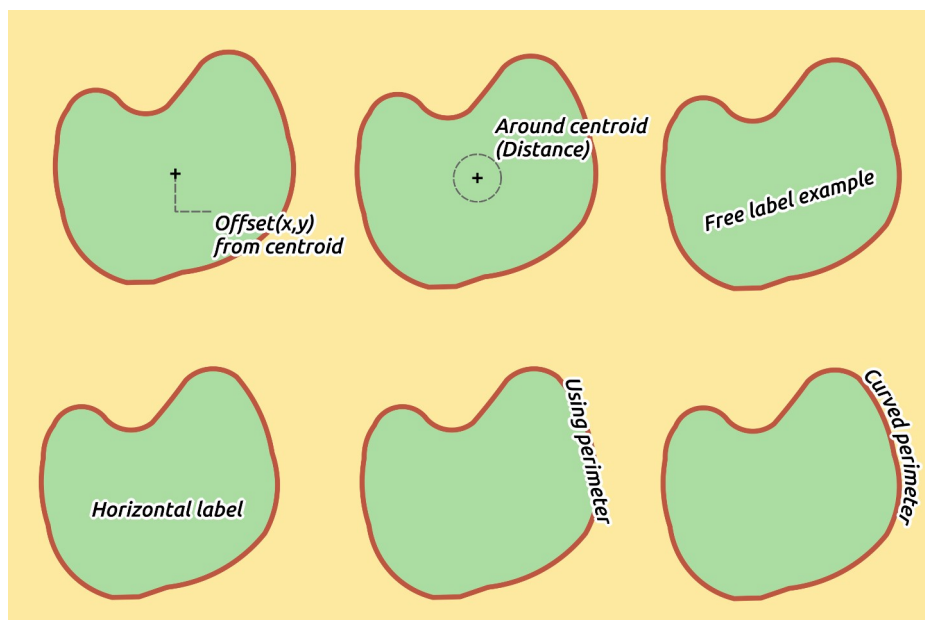 Offset(x,y)
from centroid
Around centroid
(Distance)
Free label example
Horizontal label
Using perimeter
Curved perimeter